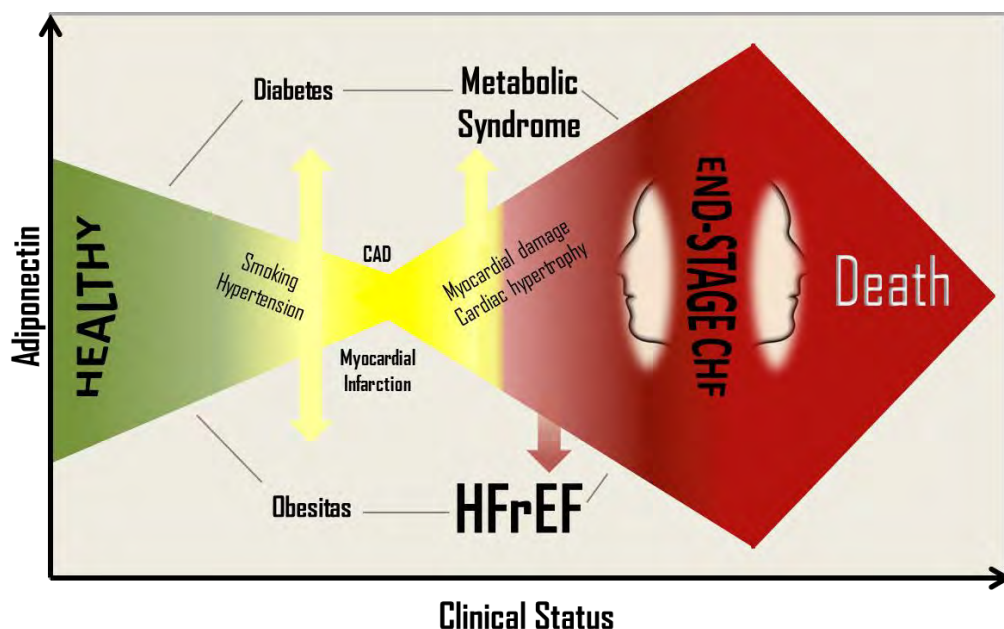 Adiponectin
HEALTHY
Diabetes
Metabolic
Syndrome
Smoking
Hypertension
CAD
Myocardial
Infarction
Myocardial damage
Cardiac hypertrophy
END-STAGE CHF
Death
Obesitas
HFrEF
Clinical Status